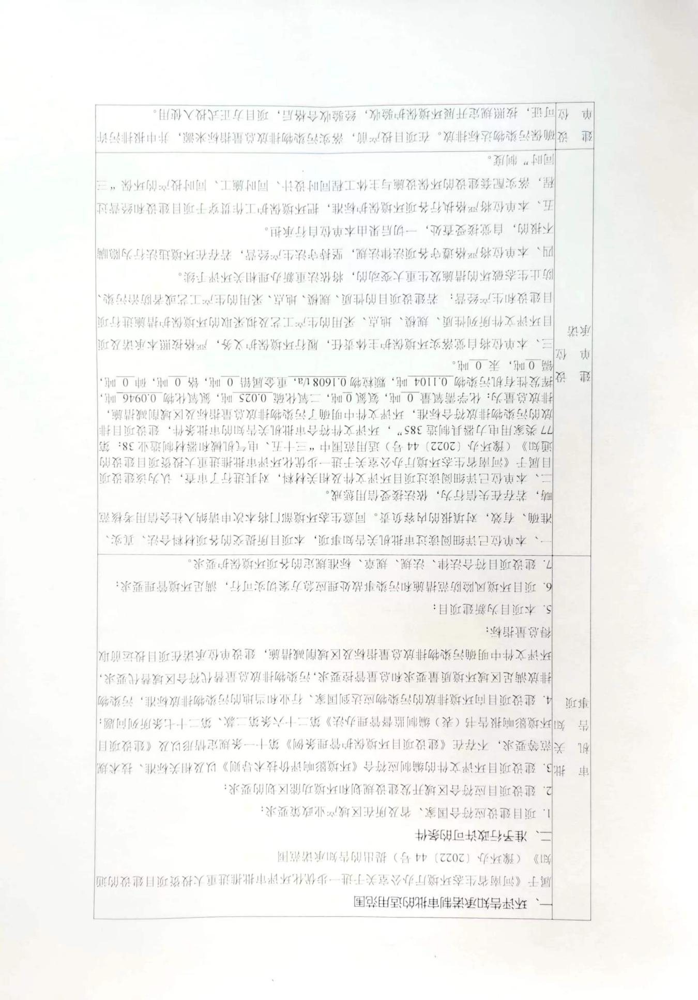 一、环评告知承诺制审批的适用范围
属于《河南省生态环境厅办公室关于进一步优化环评审批推进重大投资项目建设的通
知》（豫环办〔2022〕44号）提出的告知承诺范围
二、准予行政许可的条件
1. 项目建设应符合国家、省及所在区域产业政策要求；
2. 建设项目应符合区域开发建设规划和环境功能区划的要求；
审 批
机 关
告 知
事项
3. 建设项目环评文件的编制应符合《环境影响评价技术导则》以及相关标准、技术规
范等要求，不存在《建设项目环境保护管理条例》第十一条规定情形以及《建设项目
环境影响报告书（表）编制监督管理办法》第二十六条第二款、第二十七条所列问题；
4. 建设项目向环境排放的污染物应达到国家、行业和当地的污染物排放标准，污染物
排放满足区域环境质量要求和总量管控要求，污染物排放总量替代符合区域替代要求，
环评文件中明确污染物排放总量指标及区域削减措施，建设单位承诺在项目投运前取
得总量指标；
5. 本项目为新建项目；
6. 项目环境风险防范措施和污染事故处理应急方案切实可行，满足环境管理要求；
7. 建设项目符合法律、法规、规章、标准规定的各项环境保护要求。
一、本单位已详细阅读过审批机关告知事项，本项目所提交的各项材料合法、真实、
准确、有效，对填报的内容负责。同意生态环境部门将本次申请纳入社会信用考核范
畴，若存在失信行为，依法接受信用惩戒。
二、本单位已详细阅读过项目环评文件及相关材料，对其进行了审查，认为该建设项
目属于《河南省生态环境厅办公室关于进一步优化环评审批推进重大投资项目建设的
通知》（豫环办〔2022〕44号）适用范围中“三十五、电气机械和器材制造业 38：第
77 类家用电力器具制造 385”，环评文件符合审批机关告知的审批条件，建设项目排
放的污染物排放符合标准，环评文件中明确了污染物排放总量指标及区域削减措施，
排放总量为：化学需氧量 0 吨，氨氮 0 吨，二氧化硫 0.025 吨，氮氧化物 0.0946 吨，
挥发性有机污染物 0.1104 吨，颗粒物 0.1608 t/a，重金属铅 0 吨，铬 0 吨，砷 0 吨，
镉 0 吨，汞 0 吨。
建 设
单 位
承诺
三、本单位将自觉落实环境保护主体责任，履行环境保护义务，严格按照本承诺及项
目环评文件所列性质、规模、地点、采用的生产工艺及拟采取的环境保护措施进行项
目建设和生产经营；若建设项目的性质、规模、地点、采用的生产工艺或者防治污染、
防止生态破坏的措施发生重大变动的，将依法重新办理相关环评手续。
四、本单位将严格遵守各项法律法规，坚持守法生产经营，若存在环境违法行为隐瞒
不报的，自觉接受查处，一切后果由本单位自行承担。
五、本单位将严格执行各项环境保护标准，把环境保护工作贯穿于项目建设和经营过
程，落实配套建设的环保设施与主体工程同时设计、同时施工、同时投产的环保“三
同时”制度。
建 设
单 位
确保污染物达标排放。在项目投产前，落实污染物排放总量指标来源，并申报排污许
可证，按照规定开展环境保护验收，经验收合格后，项目方正式投入使用。